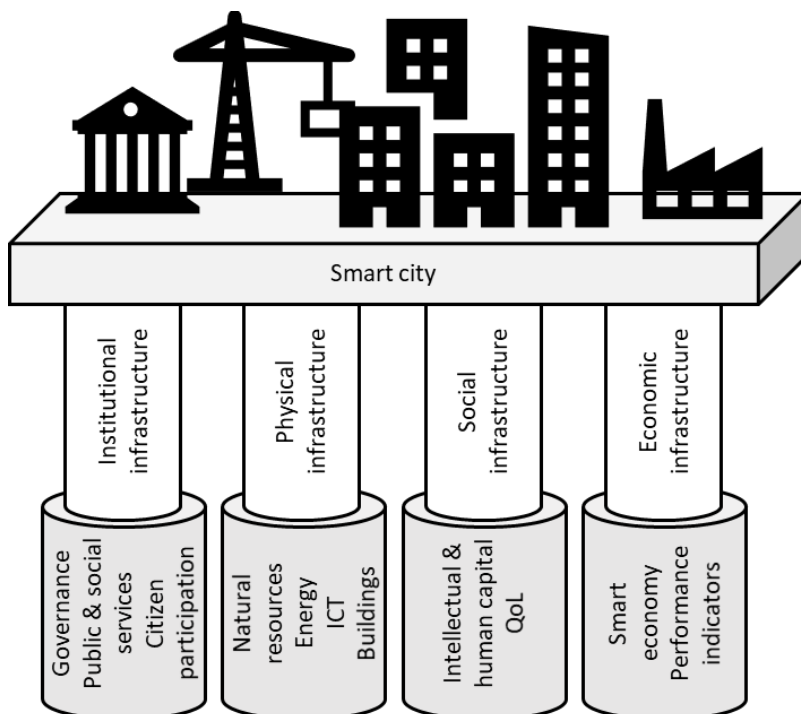 Smart city
Institutional
infrastructure
Physical
infrastructure
Social
infrastructure
Economic
infrastructure
Governance
Public & social
services
Citizen
participation
Natural
resources
Energy
ICT
Buildings
Intellectual &
human capital
QoL
Smart
economy
Performance
indicators